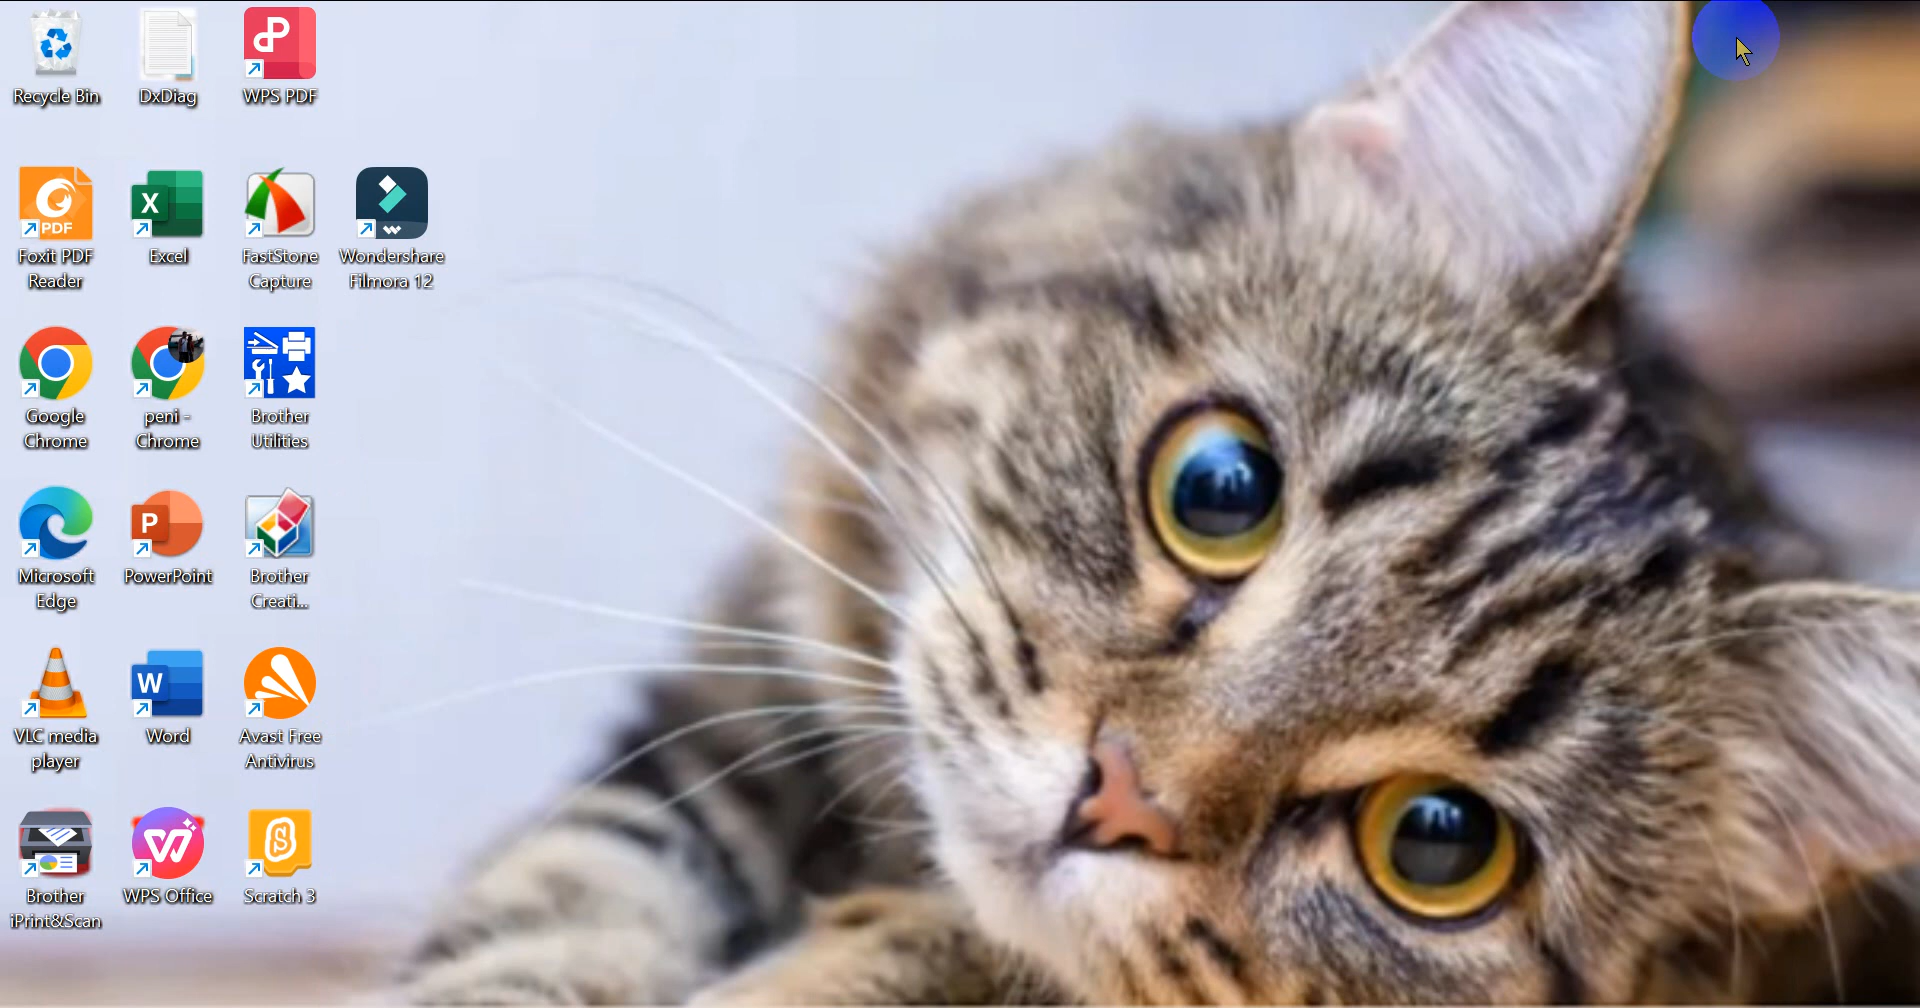 Recycle Bin
DxDiag
WPS PDF
PDF
Foxit PDF
Reader
X
Excel
FastStone
Capture
Wondershare
Filmora 12
Google
Chrome
peni -
Chrome
Brother
Utilities
Microsoft
Edge
P
PowerPoint
Brother
Creati...
VLC media
player
W
Word
Avast Free
Antivirus
Brother
iPrint&Scan
WPS Office
S
Scratch 3